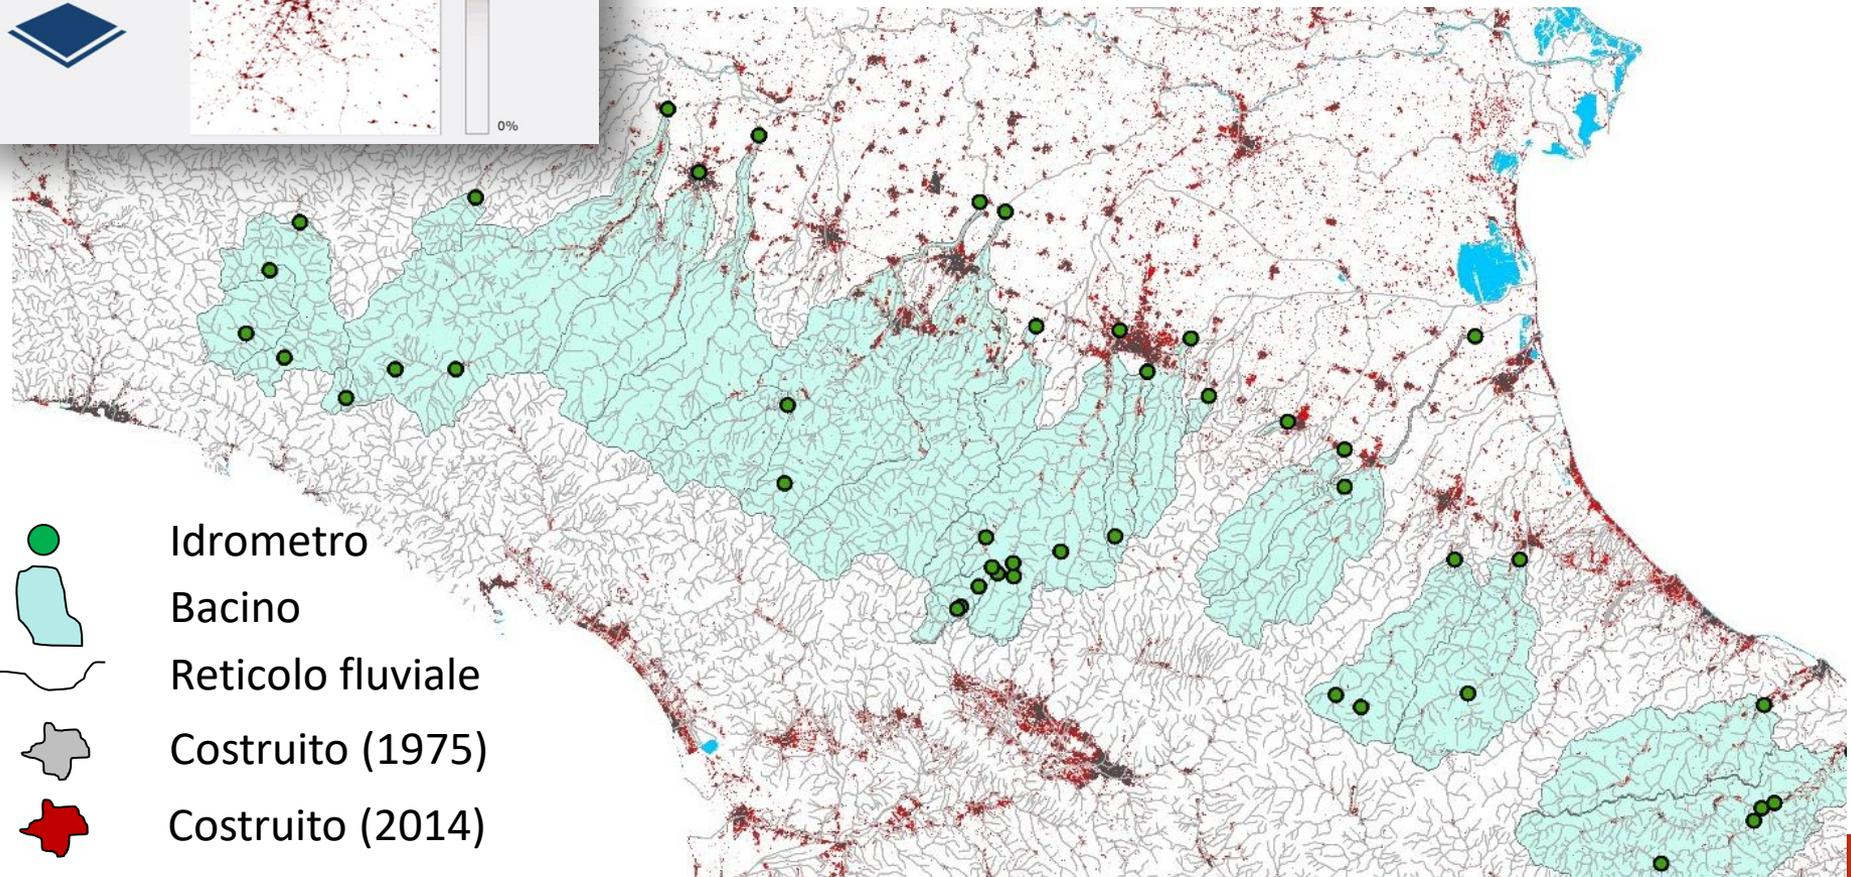 0%
Idrometro
Bacino
Reticolo fluviale
Costruito (1975)
Costruito (2014)